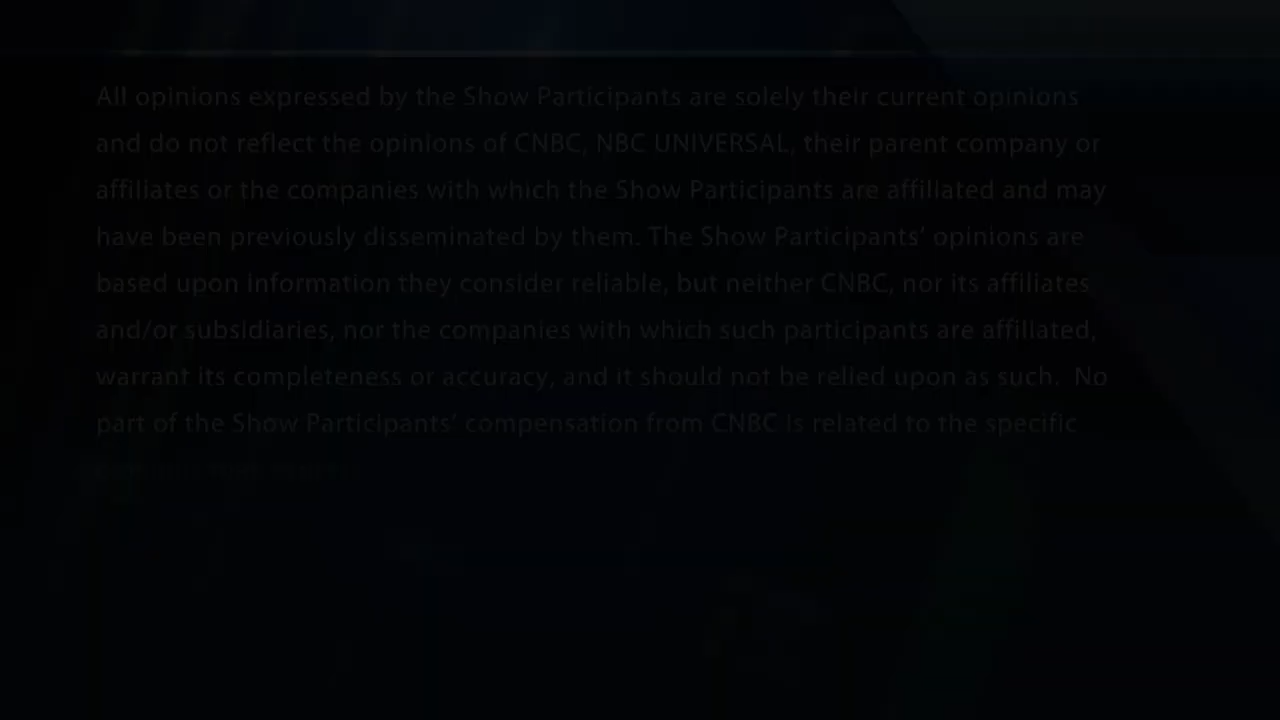 All opinions expressed by the Show Participants are solely their current opinions
and do not reflect the opinions of CNBC, NBC UNIVERSAL, their parent company or
affiliates or the companies with which the Show Participants are affiliated and may
have been previously disseminated by them. The Show Participants’ opinions are
based upon information they consider reliable, but neither CNBC, nor its affiliates
and/or subsidiaries, nor the companies with which such participants are affiliated,
warrant its completeness or accuracy, and it should not be relied upon as such.  No
part of the Show Participants’ compensation from CNBC is related to the specific